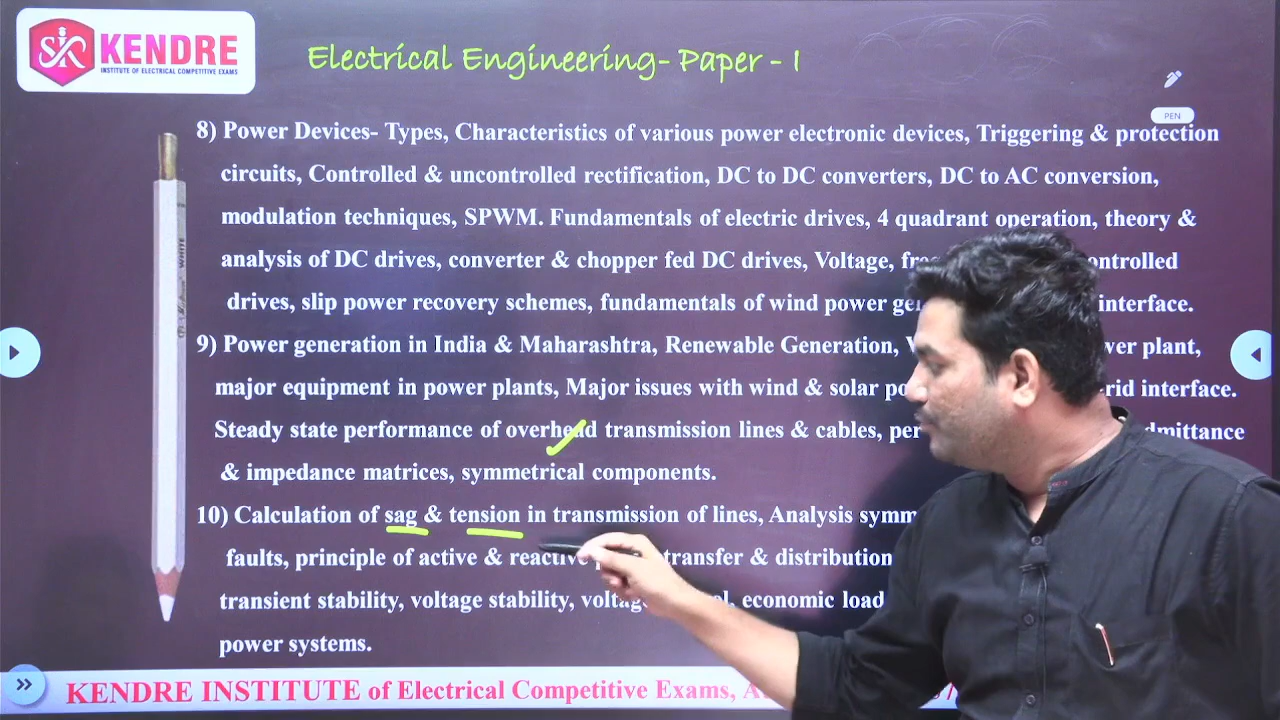 KENDRE
INSTITUTE OF ELECTRICAL COMPETITIVE EXAMS
Electrical Engineering- Paper - I
PEN
8) Power Devices- Types, Characteristics of various power electronic devices, Triggering & protection
circuits, Controlled & uncontrolled rectification, DC to DC converters, DC to AC conversion,
modulation techniques, SPWM. Fundamentals of electric drives, 4 quadrant operation, theory &
analysis of DC drives, converter & chopper fed DC drives, Voltage,
drives, slip power recovery schemes, fundamentals of wind power interface.
9) Power generation in India & Maharashtra, Renewable Generation, plant,
major equipment in power plants, Major issues with wind & solar interface.
Steady state performance of overhead transmission lines & cables,
& impedance matrices, symmetrical components.
10) Calculation of sag & tension in transmission of lines, Analysis
faults, principle of active & reactive transfer & distribution
transient stability, voltage stability, economic load
power systems.
KENDRE INSTITUTE of Electrical Competitive Exams,
WHITE